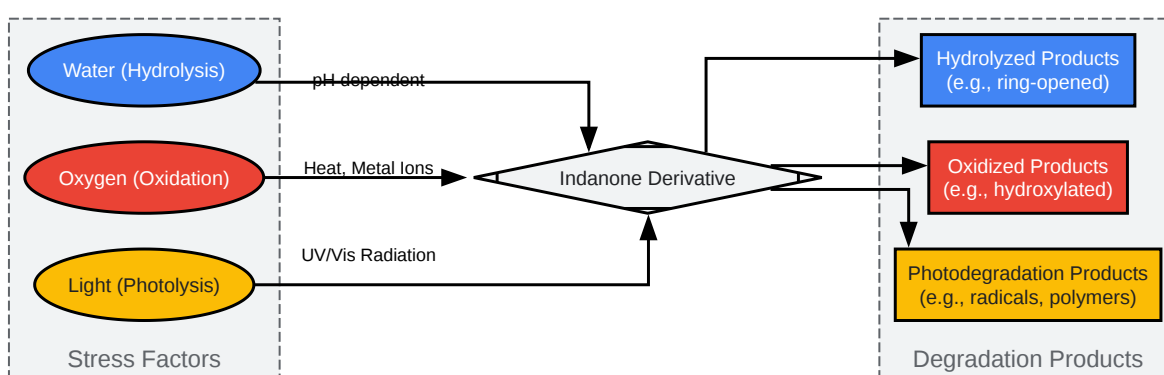 Water (Hydrolysis)
pH dependent
Hydrolyzed Products
(e.g., ring-opened)
Oxygen (Oxidation)
Heat, Metal Ions
Indanone Derivative
Oxidized Products
(e.g., hydroxylated)
Light (Photolysis)
UV/Vis Radiation
Photodegradation Products
(e.g., radicals, polymers)
Stress Factors
Degradation Products